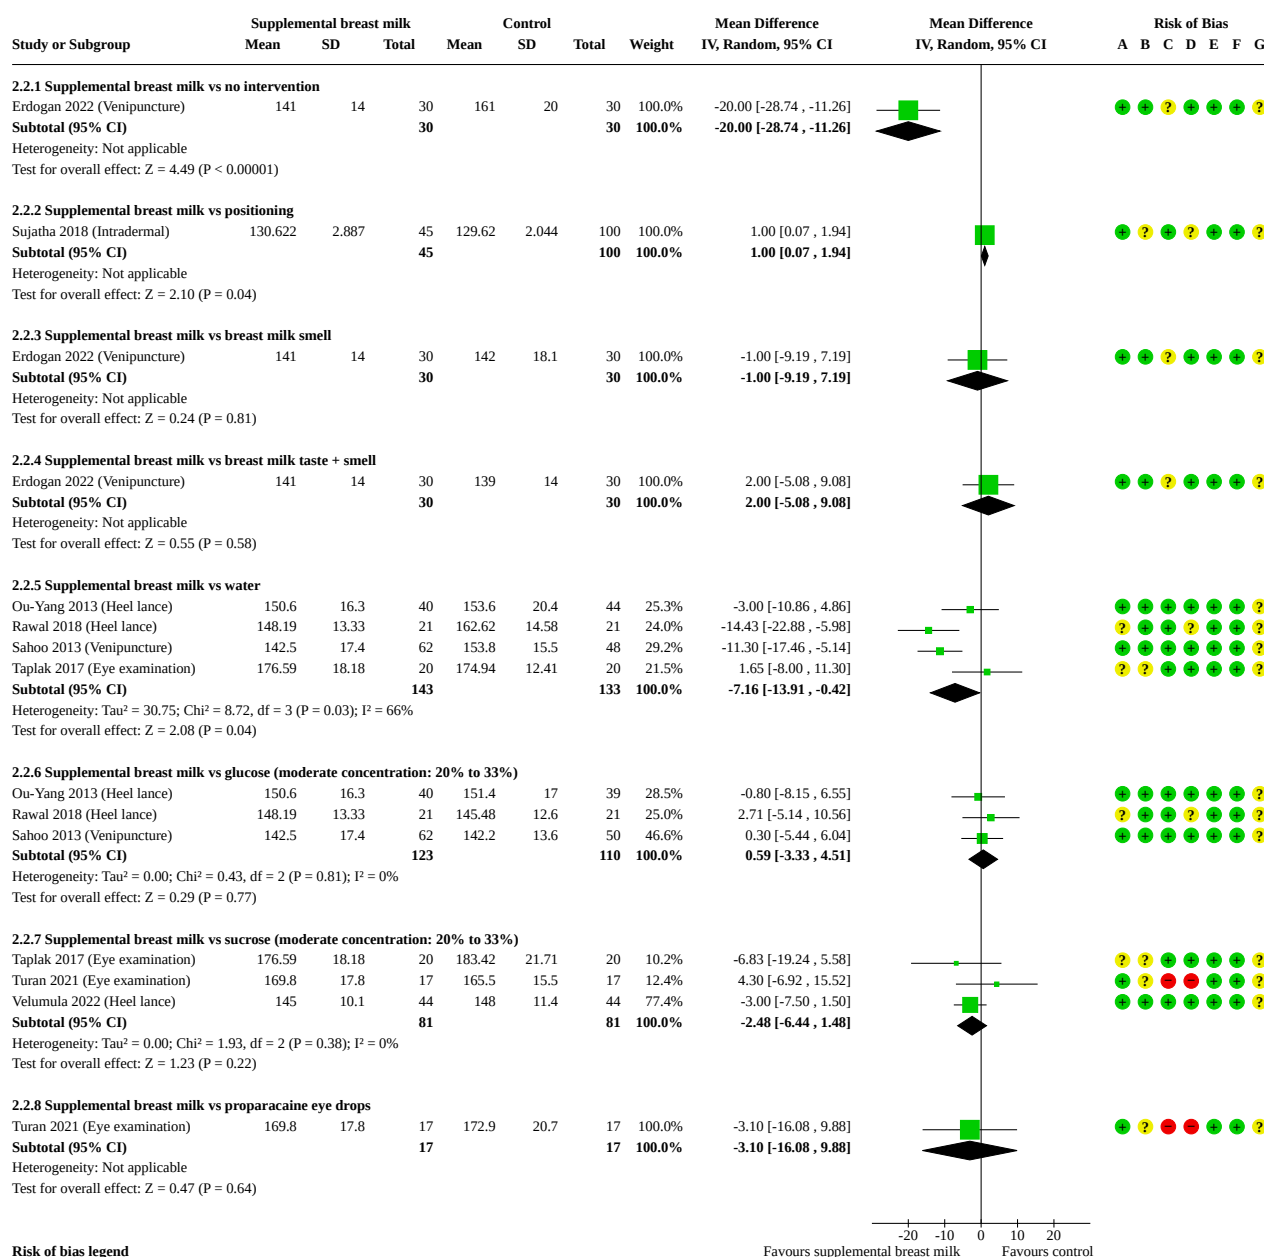 Supplemental breast milk Control Mean Difference Mean Difference Risk of Bias
Study or Subgroup Mean SD Total Mean SD Total Weight IV, Random, 95% CI IV, Random, 95% CI A B C D E F G
2.2.1 Supplemental breast milk vs no intervention
Erdogan 2022 (Venipuncture) 141 14 30 161 20 30 100.0% -20.00 [-28.74 , -11.26] + + ? + + + ?
Subtotal (95% CI) 30 30 100.0% -20.00 [-28.74 , -11.26]
Heterogeneity: Not applicable
Test for overall effect: Z = 4.49 (P < 0.00001)
2.2.2 Supplemental breast milk vs positioning
Sujatha 2018 (Intradermal) 130.622 2.887 45 129.62 2.044 100 100.0% 1.00 [0.07 , 1.94] + ? + ? + + ?
Subtotal (95% CI) 45 100 100.0% 1.00 [0.07 , 1.94]
Heterogeneity: Not applicable
Test for overall effect: Z = 2.10 (P = 0.04)
2.2.3 Supplemental breast milk vs breast milk smell
Erdogan 2022 (Venipuncture) 141 14 30 142 18.1 30 100.0% -1.00 [-9.19 , 7.19] + + ? + + + ?
Subtotal (95% CI) 30 30 100.0% -1.00 [-9.19 , 7.19]
Heterogeneity: Not applicable
Test for overall effect: Z = 0.24 (P = 0.81)
2.2.4 Supplemental breast milk vs breast milk taste + smell
Erdogan 2022 (Venipuncture) 141 14 30 139 14 30 100.0% 2.00 [-5.08 , 9.08] + + ? + + + ?
Subtotal (95% CI) 30 30 100.0% 2.00 [-5.08 , 9.08]
Heterogeneity: Not applicable
Test for overall effect: Z = 0.55 (P = 0.58)
2.2.5 Supplemental breast milk vs water
Ou-Yang 2013 (Heel lance) 150.6 16.3 40 153.6 20.4 44 25.3% -3.00 [-10.86 , 4.86] + + + + + + ?
Rawal 2018 (Heel lance) 148.19 13.33 21 162.62 14.58 21 24.0% -14.43 [-22.88 , -5.98] ? + + ? + + ?
Sahoo 2013 (Venipuncture) 142.5 17.4 62 153.8 15.5 48 29.2% -11.30 [-17.46 , -5.14] + + + + + + ?
Taplak 2017 (Eye examination) 176.59 18.18 20 174.94 12.41 20 21.5% 1.65 [-8.00 , 11.30] ? ? + + + + ?
Subtotal (95% CI) 143 133 100.0% -7.16 [-13.91 , -0.42]
Heterogeneity: Tau² = 30.75; Chi² = 8.72, df = 3 (P = 0.03); I² = 66%
Test for overall effect: Z = 2.08 (P = 0.04)
2.2.6 Supplemental breast milk vs glucose (moderate concentration: 20% to 33%)
Ou-Yang 2013 (Heel lance) 150.6 16.3 40 151.4 17 39 28.5% -0.80 [-8.15 , 6.55] + + + + + + ?
Rawal 2018 (Heel lance) 148.19 13.33 21 145.48 12.6 21 25.0% 2.71 [-5.14 , 10.56] ? + + ? + + ?
Sahoo 2013 (Venipuncture) 142.5 17.4 62 142.2 13.6 50 46.6% 0.30 [-5.44 , 6.04] + + + + + + ?
Subtotal (95% CI) 123 110 100.0% 0.59 [-3.33 , 4.51]
Heterogeneity: Tau² = 0.00; Chi² = 0.43, df = 2 (P = 0.81); I² = 0%
Test for overall effect: Z = 0.29 (P = 0.77)
2.2.7 Supplemental breast milk vs sucrose (moderate concentration: 20% to 33%)
Taplak 2017 (Eye examination) 176.59 18.18 20 183.42 21.71 20 10.2% -6.83 [-19.24 , 5.58] ? ? + + + + ?
Turan 2021 (Eye examination) 169.8 17.8 17 165.5 15.5 17 12.4% 4.30 [-6.92 , 15.52] + ? − − + + ?
Velumula 2022 (Heel lance) 145 10.1 44 148 11.4 44 77.4% -3.00 [-7.50 , 1.50] + + + + + + ?
Subtotal (95% CI) 81 81 100.0% -2.48 [-6.44 , 1.48]
Heterogeneity: Tau² = 0.00; Chi² = 1.93, df = 2 (P = 0.38); I² = 0%
Test for overall effect: Z = 1.23 (P = 0.22)
2.2.8 Supplemental breast milk vs proparacaine eye drops
Turan 2021 (Eye examination) 169.8 17.8 17 172.9 20.7 17 100.0% -3.10 [-16.08 , 9.88] + ? − − + + ?
Subtotal (95% CI) 17 17 100.0% -3.10 [-16.08 , 9.88]
Heterogeneity: Not applicable
Test for overall effect: Z = 0.47 (P = 0.64)
-20 -10 0 10 20
Risk of bias legend Favours supplemental breast milk Favours control